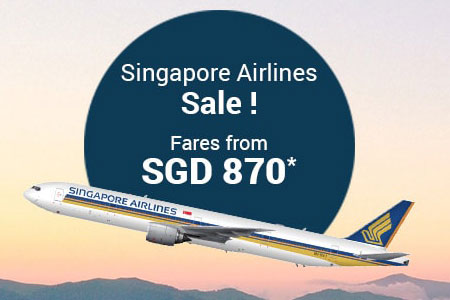 Singapore Airlines
Sale !
Fares from
SGD 870*
SINGAPORE AIRLINES